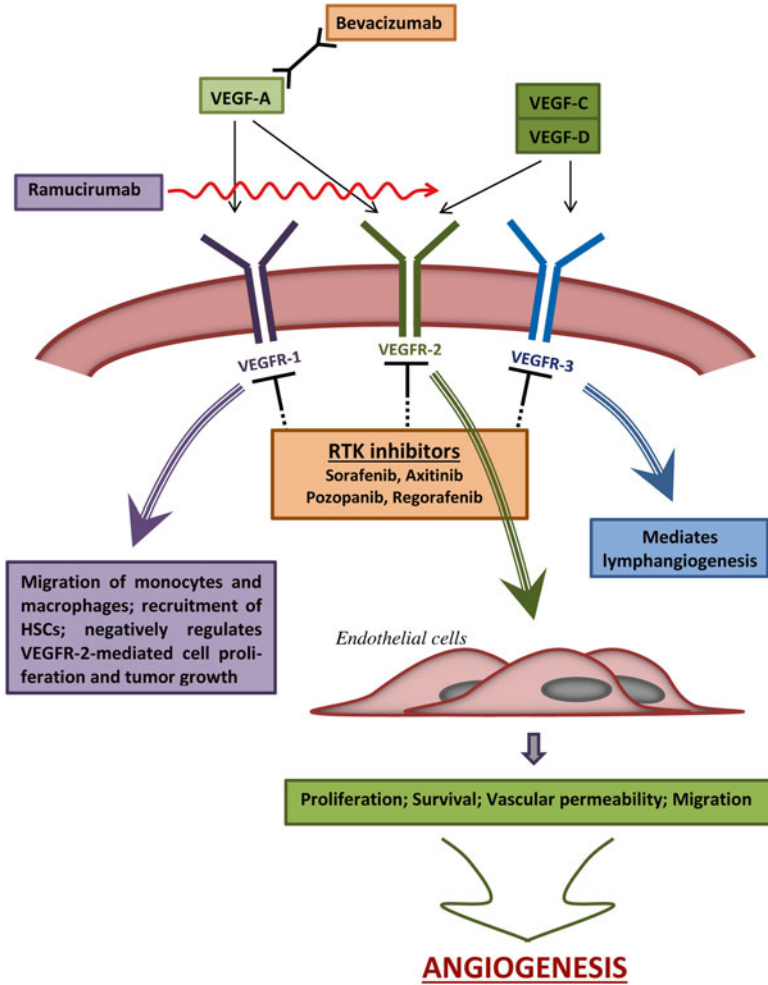 Bevacizumab
VEGF-A
VEGF-C
VEGF-D
Ramucirumab
VEGFR-1
VEGFR-2
VEGFR-3
RTK inhibitors
Sorafenib, Axitinib
Pozopanib, Regorafenib
Mediates
lymphangiogenesis
Migration of monocytes and
macrophages; recruitment of
HSCs; negatively regulates
VEGFR-2-mediated cell proli-
feration and tumor growth
Endothelial cells
Proliferation; Survival; Vascular permeability; Migration
ANGIOGENESIS